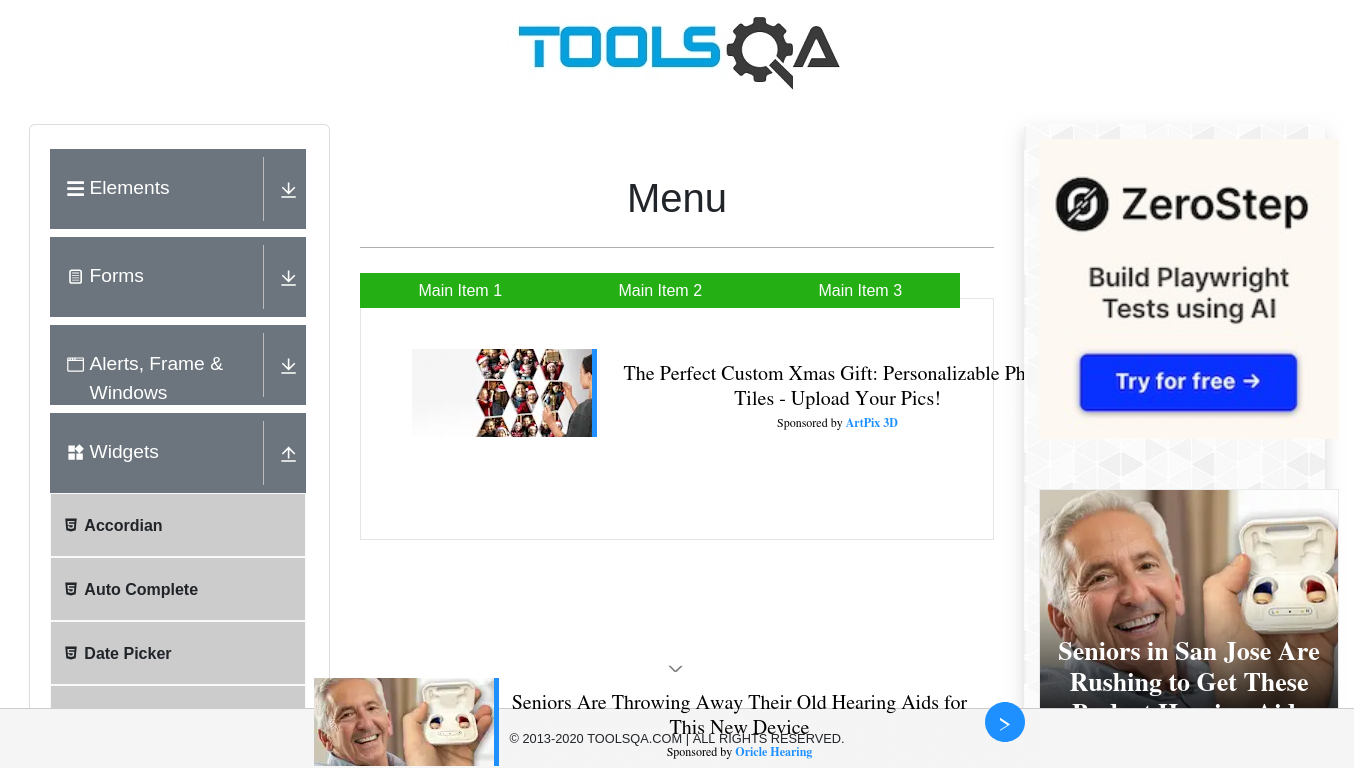 TOOLSQA
Elements
Forms
Alerts, Frame &
Windows
Widgets
Accordian
Auto Complete
Date Picker
Menu
Main Item 1
Main Item 2
Main Item 3
The Perfect Custom Xmas Gift: Personalizable Ph
Tiles - Upload Your Pics!
Sponsored by ArtPix 3D
ZeroStep
Build Playwright
Tests using AI
Try for free →
Seniors in San Jose Are
Rushing to Get These
Seniors Are Throwing Away Their Old Hearing Aids for
This New Device
Sponsored by Oricle Hearing
© 2013-2020 TOOLSQA.COM | ALL RIGHTS RESERVED.